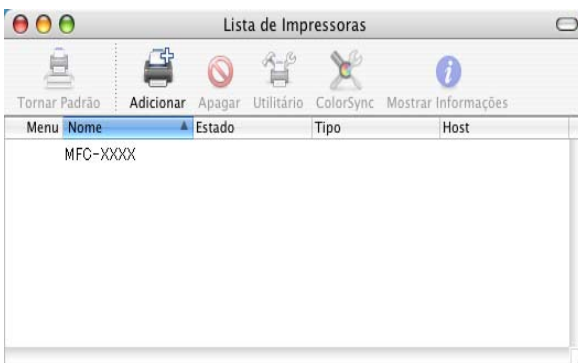 Lista de Impressoras
Tornar Padrão Adicionar Apagar Utilitário ColorSync Mostrar Informações
Menu Nome Estado Tipo Host
MFC-XXXX